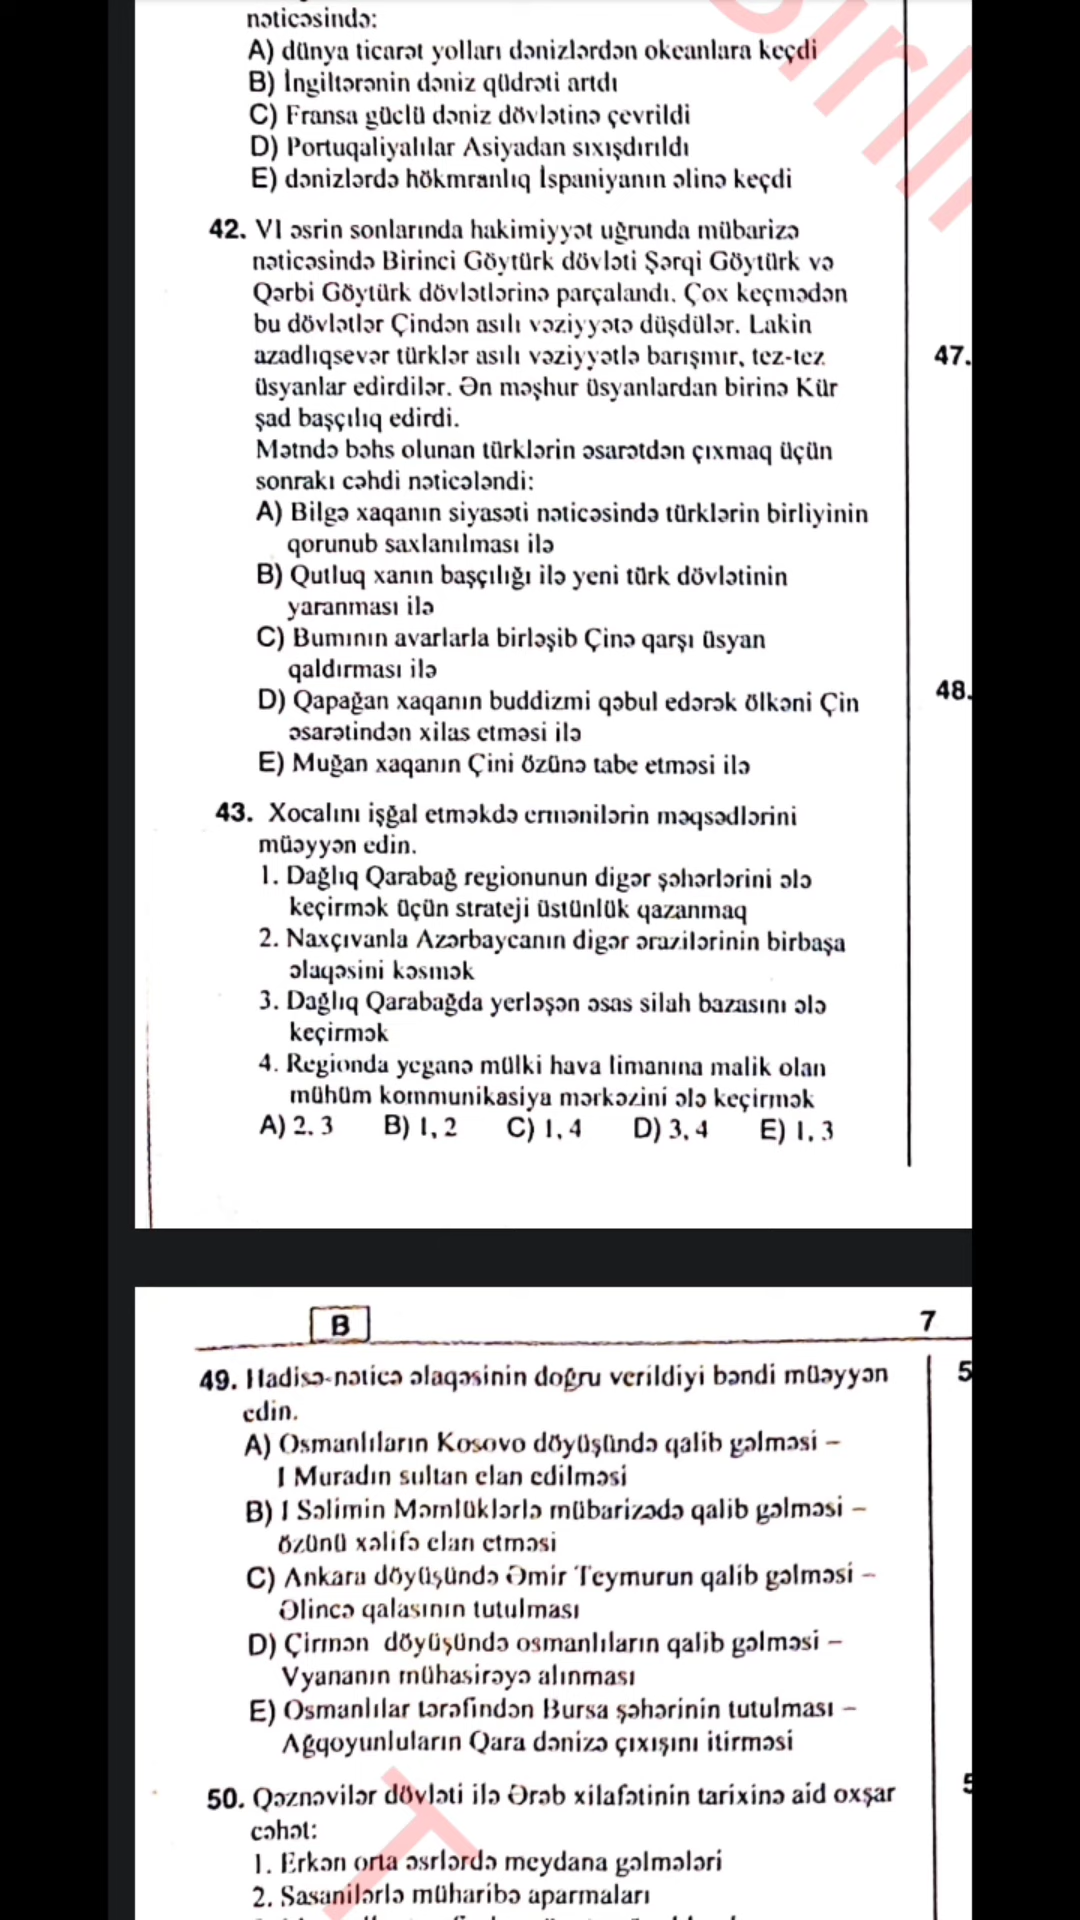 nəticəsində:
A) dünya ticarət yolları dənizlərdən okeanlara keçdi
B) İngiltərənin dəniz qüdrəti artdı
C) Fransa güclü dəniz dövlətinə çevrildi
D) Portuqaliyalılar Asiyadan sıxışdırıldı
E) dənizlərdə hökmranlıq İspaniyanın əlinə keçdi
42. VI əsrin sonlarında hakimiyyət uğrunda mübarizə
nəticəsində Birinci Göytürk dövləti Şərqi Göytürk və
Qərbi Göytürk dövlətlərinə parçalandı. Çox keçmədən
bu dövlətlər Çindən asılı vəziyyətə düşdülər. Lakin
azadlıqsevər türklər asılı vəziyyətlə barışmır, tez-tez
üsyanlar edirdilər. Ən məşhur üsyanlardan birinə Kür
şad başçılıq edirdi.
Mətndə bəhs olunan türklərin əsarətdən çıxmaq üçün
sonrakı cəhdi nəticələndi:
A) Bilgə xaqanın siyasəti nəticəsində türklərin birliyinin
qorunub saxlanılması ilə
B) Qutluq xanın başçılığı ilə yeni türk dövlətinin
yaranması ilə
C) Bumının avarlarla birləşib Çinə qarşı üsyan
qaldırması ilə
D) Qapağan xaqanın buddizmi qəbul edərək ölkəni Çin
əsarətindən xilas etməsi ilə
E) Muğan xaqanın Çini özünə tabe etməsi ilə
43. Xocalını işğal etməkdə ermənilərin məqsədlərini
müəyyən edin.
1. Dağlıq Qarabağ regionunun digər şəhərlərini ələ
keçirmək üçün strateji üstünlük qazanmaq
2. Naxçıvanla Azərbaycanın digər ərazilərinin birbaşa
əlaqəsini kəsmək
3. Dağlıq Qarabağda yerləşən əsas silah bazasını ələ
keçirmək
4. Regionda yeganə mülki hava limanına malik olan
mühüm kommunikasiya mərkəzini ələ keçirmək
A) 2, 3 B) 1, 2 C) 1, 4 D) 3, 4 E) 1, 3
47.
48.
B 7
49. Hadisə-nəticə əlaqəsinin doğru verildiyi bəndi müəyyən
edin.
A) Osmanlıların Kosovo döyüşündə qalib gəlməsi –
I Muradın sultan elan edilməsi
B) I Səlimin Məmlüklərlə mübarizədə qalib gəlməsi –
özünü xəlifə elan etməsi
C) Ankara döyüşündə Əmir Teymurun qalib gəlməsi –
Əlincə qalasının tutulması
D) Çirmən döyüşündə osmanlıların qalib gəlməsi –
Vyananın mühasirəyə alınması
E) Osmanlılar tərəfindən Bursa şəhərinin tutulması –
Ağqoyunluların Qara dənizə çıxışını itirməsi
50. Qəznəvilər dövləti ilə Ərəb xilafətinin tarixinə aid oxşar
cəhət:
1. Erkən orta əsrlərdə meydana gəlmələri
2. Sasanilərlə müharibə aparmaları